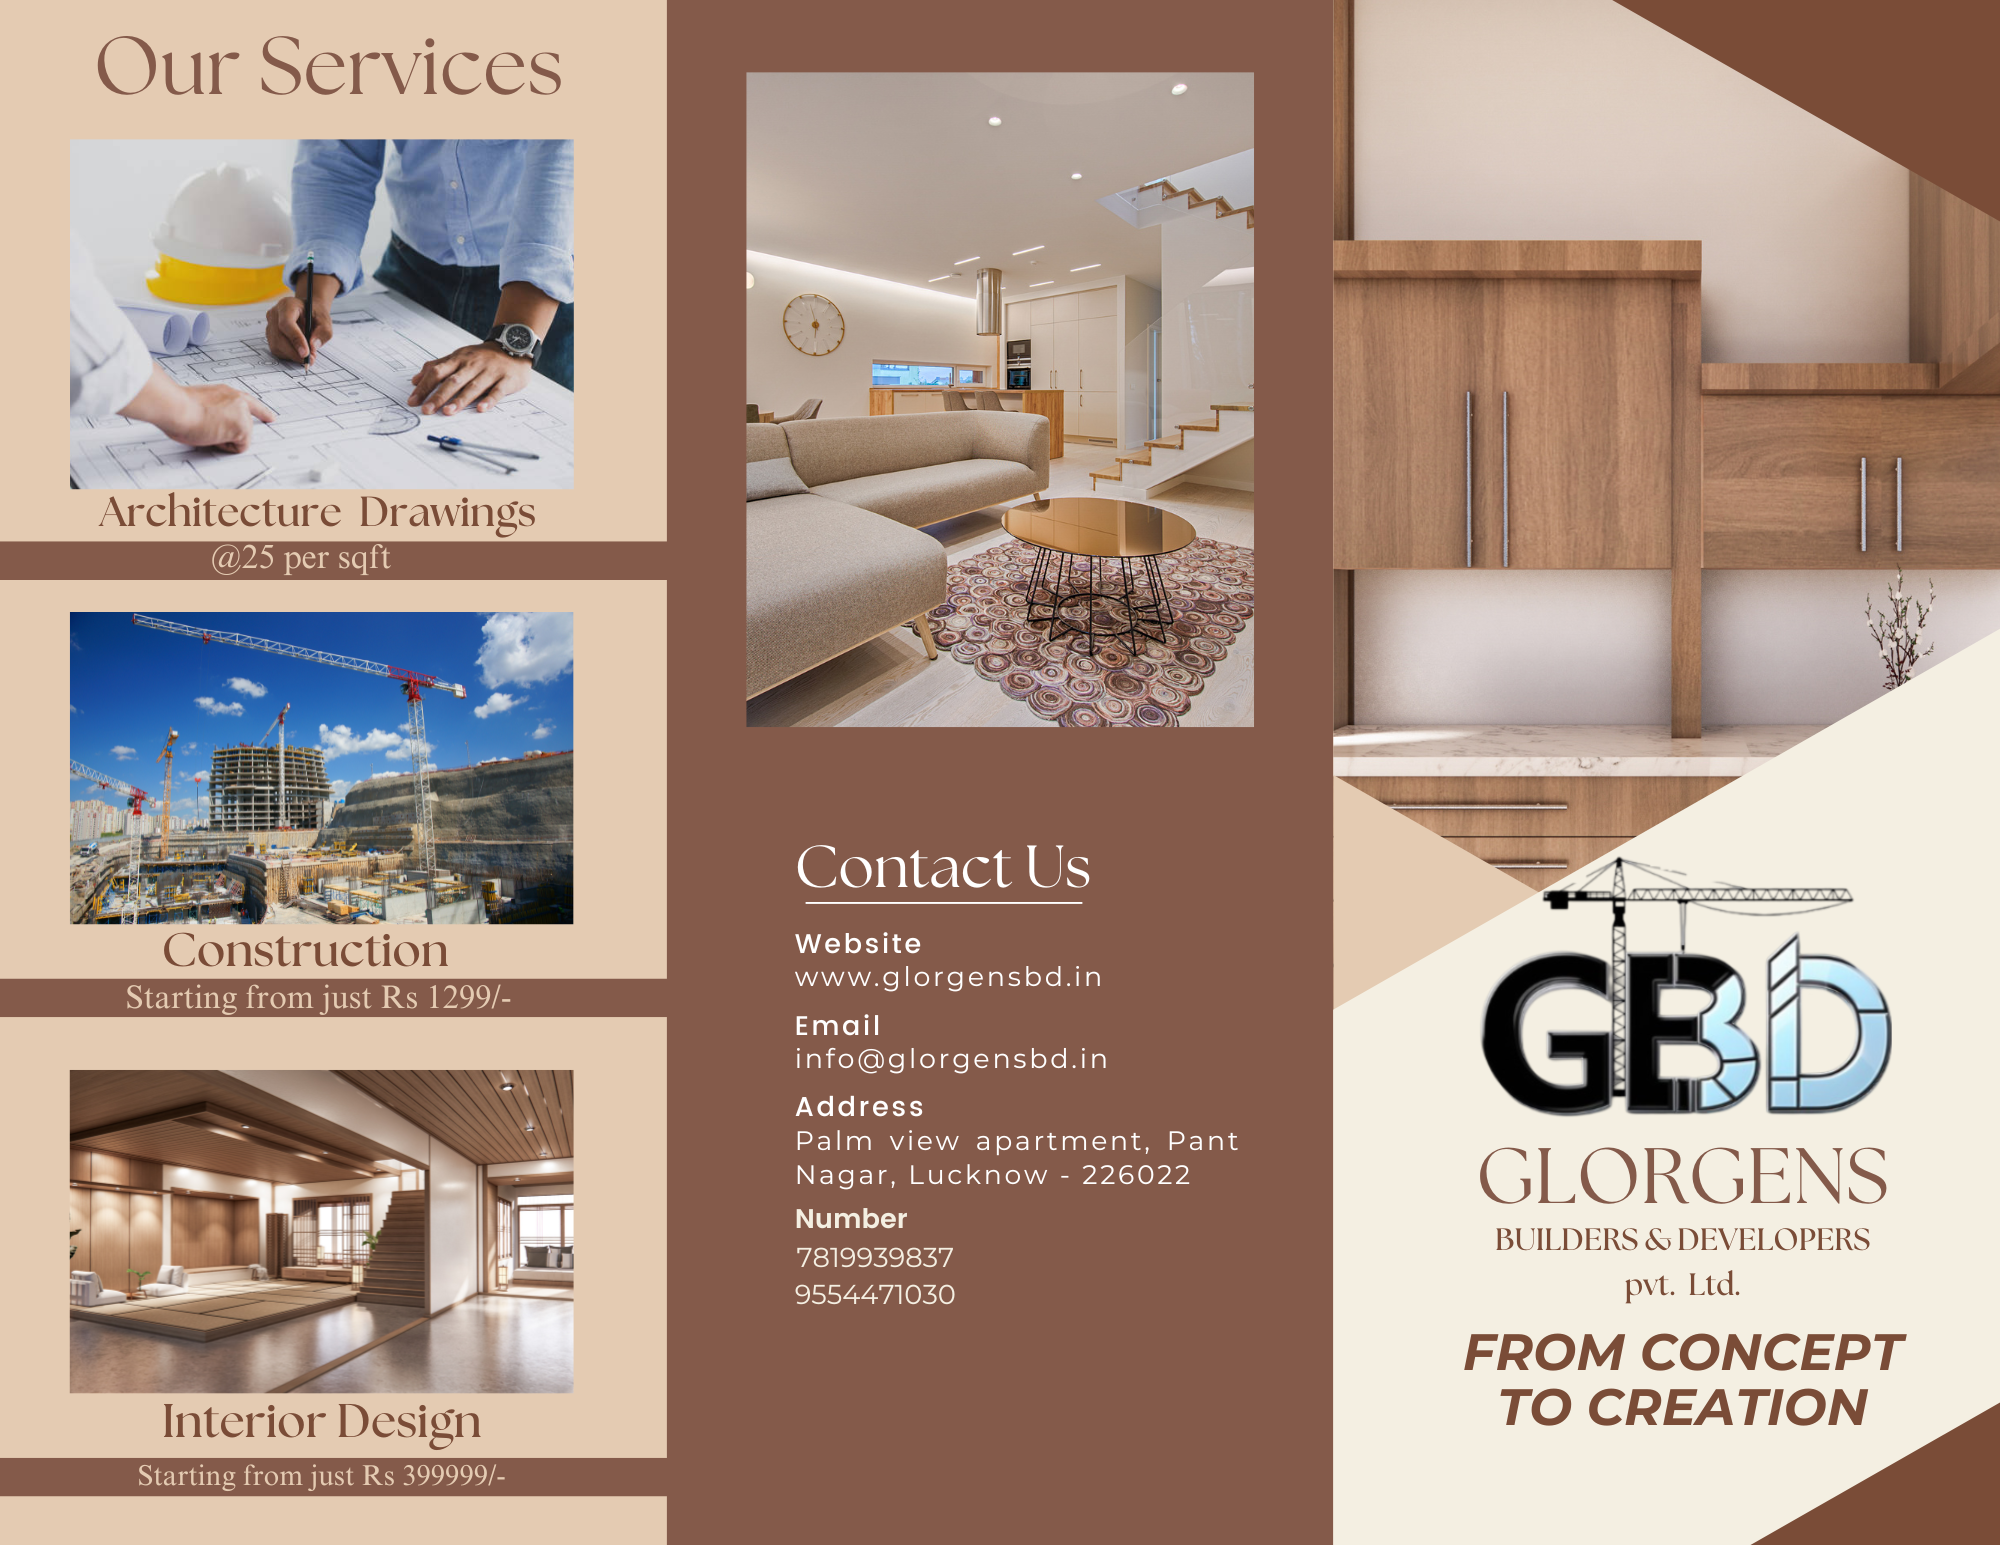 Our Services
Architecture Drawings
@25 per sqft
Construction
Starting from just Rs 1299/-
Interior Design
Starting from just Rs 399999/-
Contact Us
Website
www.glorgensbd.in
Email
info@glorgensbd.in
Address
Palm view apartment, Pant
Nagar, Lucknow - 226022
Number
7819939837
9554471030
GBD
GLORGENS
BUILDERS & DEVELOPERS
pvt. Ltd.
FROM CONCEPT
TO CREATION